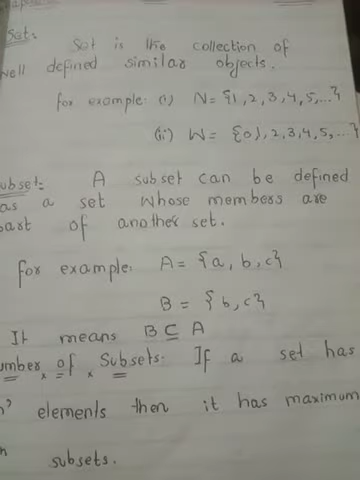 Set:
Set is the collection of
well defined similar objects.
for example: (i) N = {1, 2, 3, 4, 5, ...}
(ii) W = {0, 1, 2, 3, 4, 5, ...}
Subset: A subset can be defined
as a set whose members are
part of another set.
for example: A = {a, b, c}
B = {b, c}
It means B ⊆ A
Number of Subsets: If a set has
'n' elements then it has maximum
subsets.